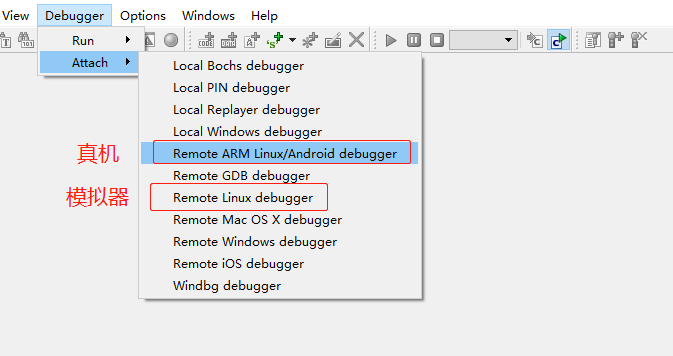 View Debugger Options Windows Help
Run
Attach
Local Bochs debugger
Local PIN debugger
Local Replayer debugger
Local Windows debugger
真机
Remote ARM Linux/Android debugger
Remote GDB debugger
模拟器
Remote Linux debugger
Remote Mac OS X debugger
Remote Windows debugger
Remote iOS debugger
Windbg debugger